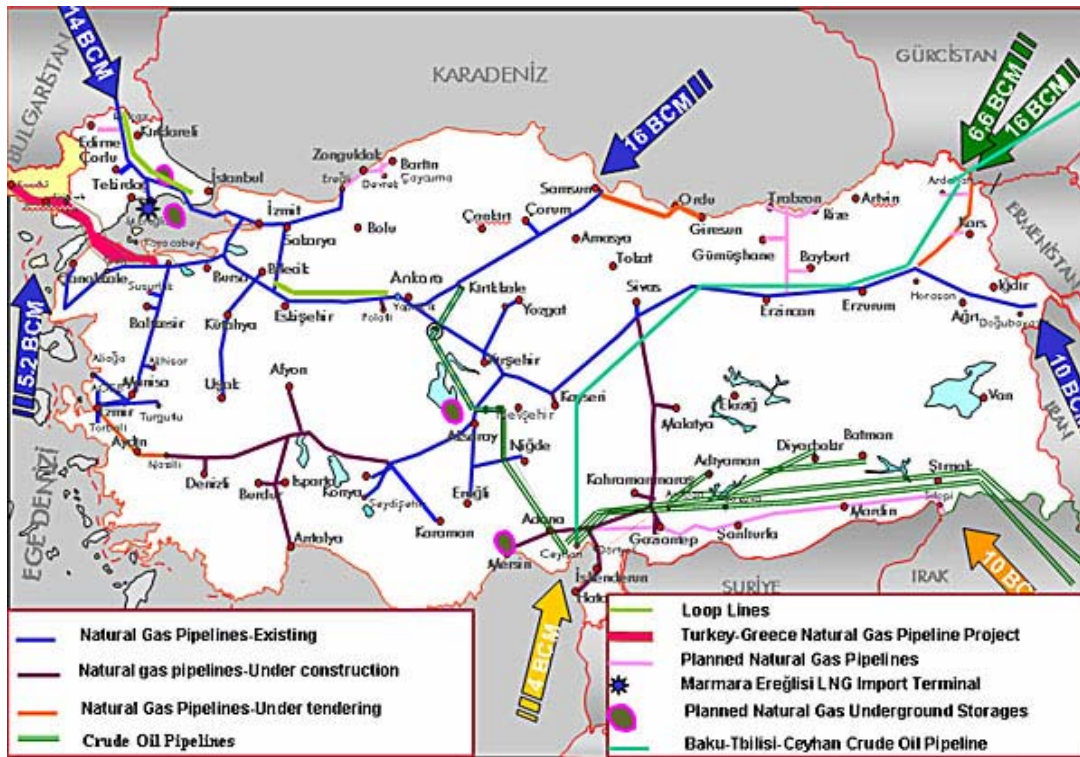 14 BCM
BULGARİSTAN
KARADENİZ
GÜRCİSTAN
16 BCM
6,6 BCM
16 BCM
ERMENİSTAN
Edirne
Kırklareli
Çorlu
Tekirdağ
İstanbul
Zonguldak
Bartın
Ereğli
Devrek
Çaycuma
İzmit
Sakarya
Bolu
Çankırı
Çorum
Samsun
Ordu
Giresun
Amasya
Tokat
Trabzon
Rize
Artvin
Gümüşhane
Bayburt
Kars
Karacabey
Çanakkale
Bursa
Bilecik
Ankara
Kırıkkale
Sivas
Erzincan
Erzurum
Horasan
Iğdır
Ağrı
Susurluk
Balıkesir
Kütahya
Eskişehir
Polatlı
Yozgat
5.2 BCM
10 BCM
İRAN
Aliağa
Akhisar
Manisa
Uşak
Afyon
Kırşehir
Kayseri
Nevşehir
Malatya
Elazığ
Van
İzmir
Turgutlu
Torbalı
Aydın
Nazilli
Denizli
Burdur
Isparta
Konya
Seydişehir
Aksaray
Niğde
Ereğli
Karaman
Antalya
Kahramanmaraş
Adıyaman
Diyarbakır
Batman
Şırnak
Mardin
Adana
Ceyhan
Mersin
Gaziantep
Şanlıurfa
Dörtyol
İskenderun
EGE DENİZİ
4 BCM
SURİYE
IRAK
Natural Gas Pipelines-Existing
Natural gas pipelines-Under construction
Natural Gas Pipelines-Under tendering
Crude Oil Pipelines
Loop Lines
Turkey-Greece Natural Gas Pipeline Project
Planned Natural Gas Pipelines
Marmara Ereğlisi LNG Import Terminal
Planned Natural Gas Underground Storages
Baku-Tbilisi-Ceyhan Crude Oil Pipeline